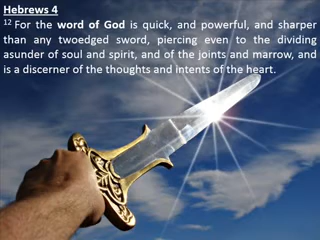 Hebrews 4
12 For the word of God is quick, and powerful, and sharper
than any twoedged sword, piercing even to the dividing
asunder of soul and spirit, and of the joints and marrow, and
is a discerner of the thoughts and intents of the heart.